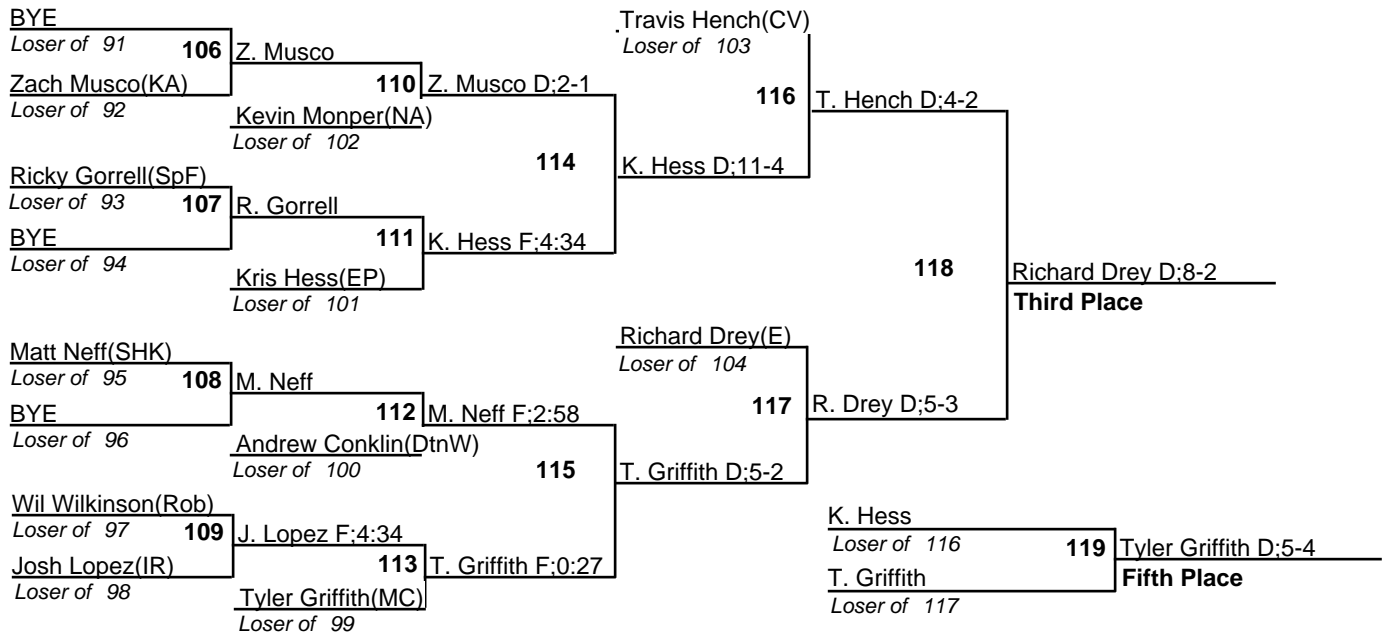 BYE
Loser of 91
106
Z. Musco
Zach Musco(KA)
Loser of 92
110
Z. Musco D;2-1
Kevin Monper(NA)
Loser of 102
114
Ricky Gorrell(SpF)
Loser of 93
107
R. Gorrell
BYE
Loser of 94
111
K. Hess F;4:34
Kris Hess(EP)
Loser of 101
Travis Hench(CV)
Loser of 103
116
T. Hench D;4-2
K. Hess D;11-4
118
Richard Drey D;8-2
Third Place
Matt Neff(SHK)
Loser of 95
108
M. Neff
BYE
Loser of 96
112
M. Neff F;2:58
Andrew Conklin(DtnW)
Loser of 100
115
Wil Wilkinson(Rob)
Loser of 97
109
J. Lopez F;4:34
Josh Lopez(IR)
Loser of 98
113
T. Griffith F;0:27
Tyler Griffith(MC)
Loser of 99
Richard Drey(E)
Loser of 104
117
R. Drey D;5-3
T. Griffith D;5-2
K. Hess
Loser of 116
119
Tyler Griffith D;5-4
Fifth Place
T. Griffith
Loser of 117